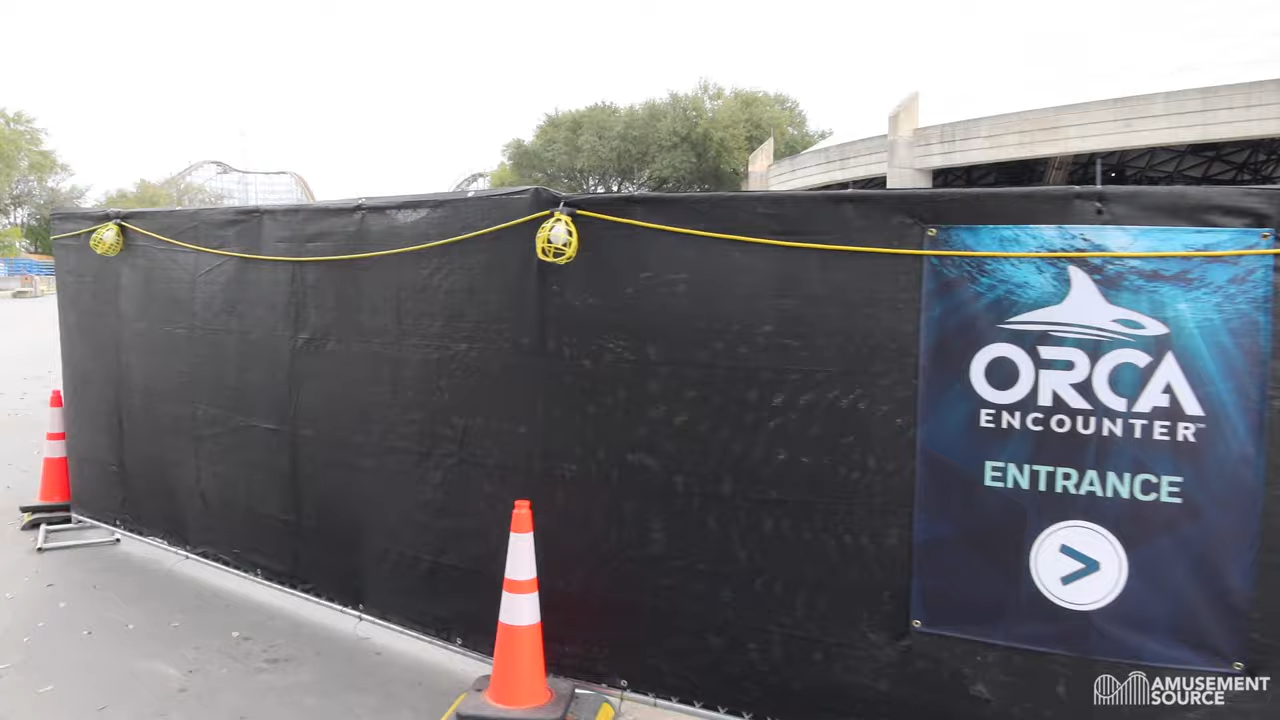 ORCA
ENCOUNTER™
ENTRANCE
>
AMUSEMENT
SOURCE